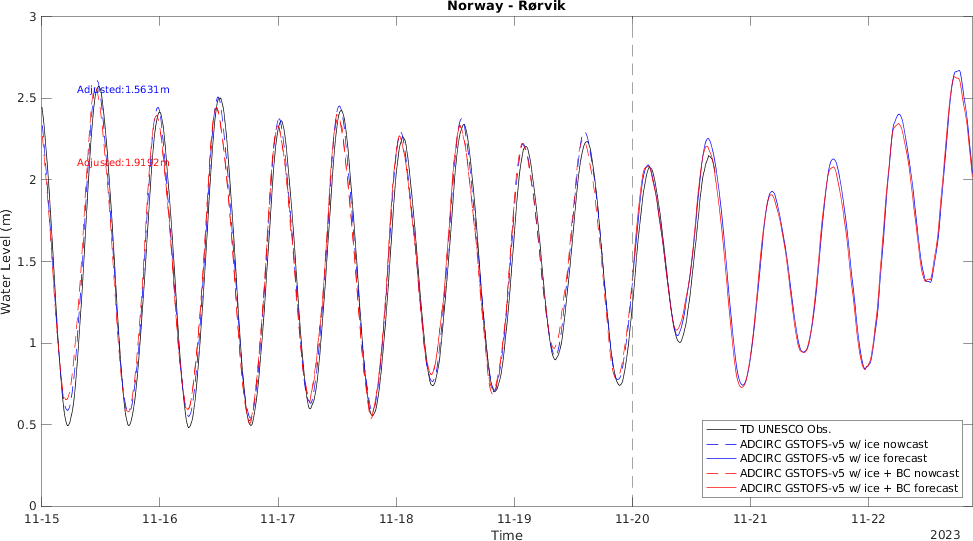 Norway - Rørvik
3
2.5
2
1.5
1
0.5
0
Water Level (m)
Adjusted:1.5631m
Adjusted:1.9192m
TD UNESCO Obs.
ADCIRC GSTOFS-v5 w/ ice nowcast
ADCIRC GSTOFS-v5 w/ ice forecast
ADCIRC GSTOFS-v5 w/ ice + BC nowcast
ADCIRC GSTOFS-v5 w/ ice + BC forecast
11-15 11-16 11-17 11-18 11-19 11-20 11-21 11-22
Time
2023